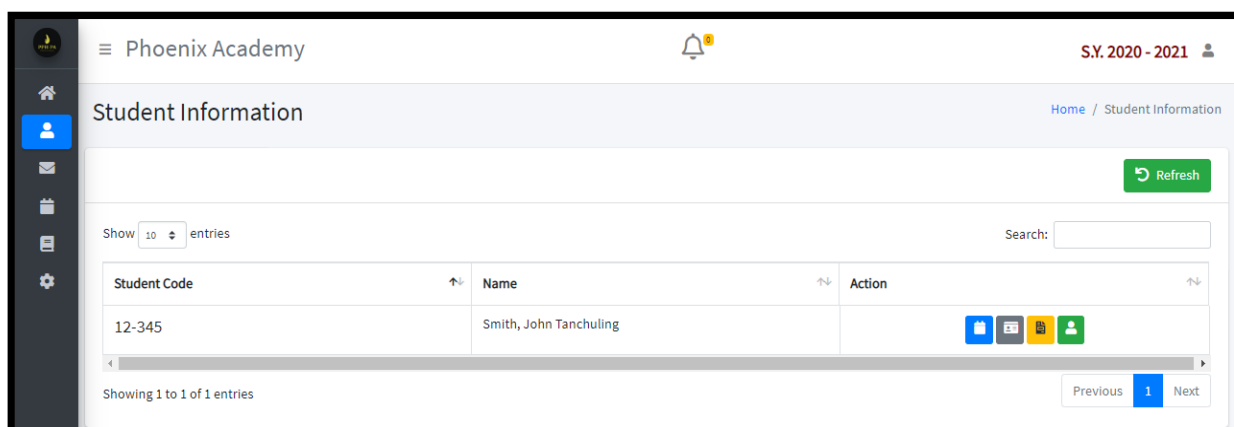 Phoenix Academy
0
S.Y. 2020 - 2021
Student Information
Home / Student Information
Refresh
Show 10 entries
Search:
Student Code Name Action
12-345 Smith, John Tanchuling
Showing 1 to 1 of 1 entries
Previous 1 Next